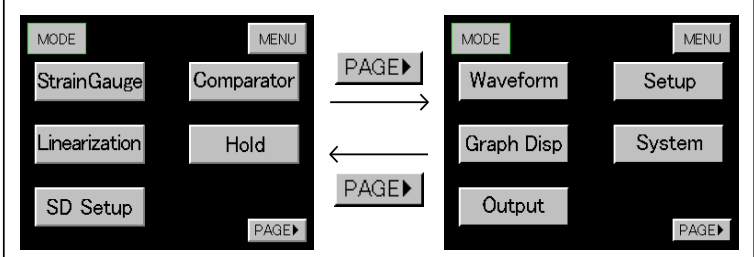 MODE MENU
StrainGauge Comparator
Linearization Hold
SD Setup
PAGE▶
PAGE▶
PAGE▶
MODE MENU
Waveform Setup
Graph Disp System
Output
PAGE▶